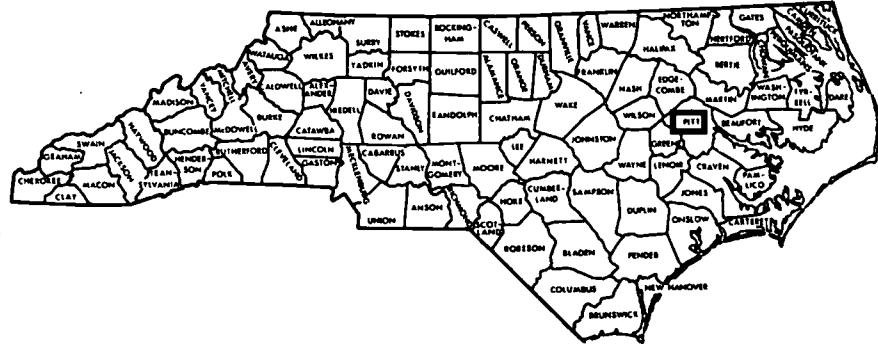 ASHE
ALLEGHANY
SURRY
STOKES
ROCKING-
HAM
CASWELL
PERSON
GRANVILLE
VANCE
WARREN
NORTHAMP-
TON
GATES
HERTFORD
CURRITUCK
HALIFAX
WATAUGA
WILKES
YADKIN
FORSYTH
GUILFORD
ALAMANCE
ORANGE
DURHAM
FRANKLIN
NASH
EDGE-
COMBE
BERTIE
MARTIN
WASH-
INGTON
TYR-
RELL
DARE
MADISON
YANCEY
MITCHELL
AVERY
CALDWELL
ALEX-
ANDER
IREDELL
DAVIE
DAVIDSON
RANDOLPH
CHATHAM
WAKE
WILSON
PITT
BEAUFORT
HYDE
SWAIN
HAYWOOD
BUNCOMBE
McDOWELL
BURKE
CATAWBA
ROWAN
LEE
JOHNSTON
GREENE
GRAHAM
CHEROKEE
CLAY
MACON
JACKSON
TRAN-
SYLVANIA
HENDER-
SON
POLK
RUTHERFORD
CLEVELAND
LINCOLN
GASTON
MECKLENBURG
CABARRUS
STANLY
MONT-
GOMERY
MOORE
HARNETT
WAYNE
LENOIR
CRAVEN
PAM-
LICO
UNION
ANSON
RICHMOND
SCOT-
LAND
HOKE
CUMBER-
LAND
SAMPSON
DUPLIN
JONES
ONSLOW
CARTERET
ROBESON
BLADEN
PENDER
COLUMBUS
NEW HANOVER
BRUNSWICK